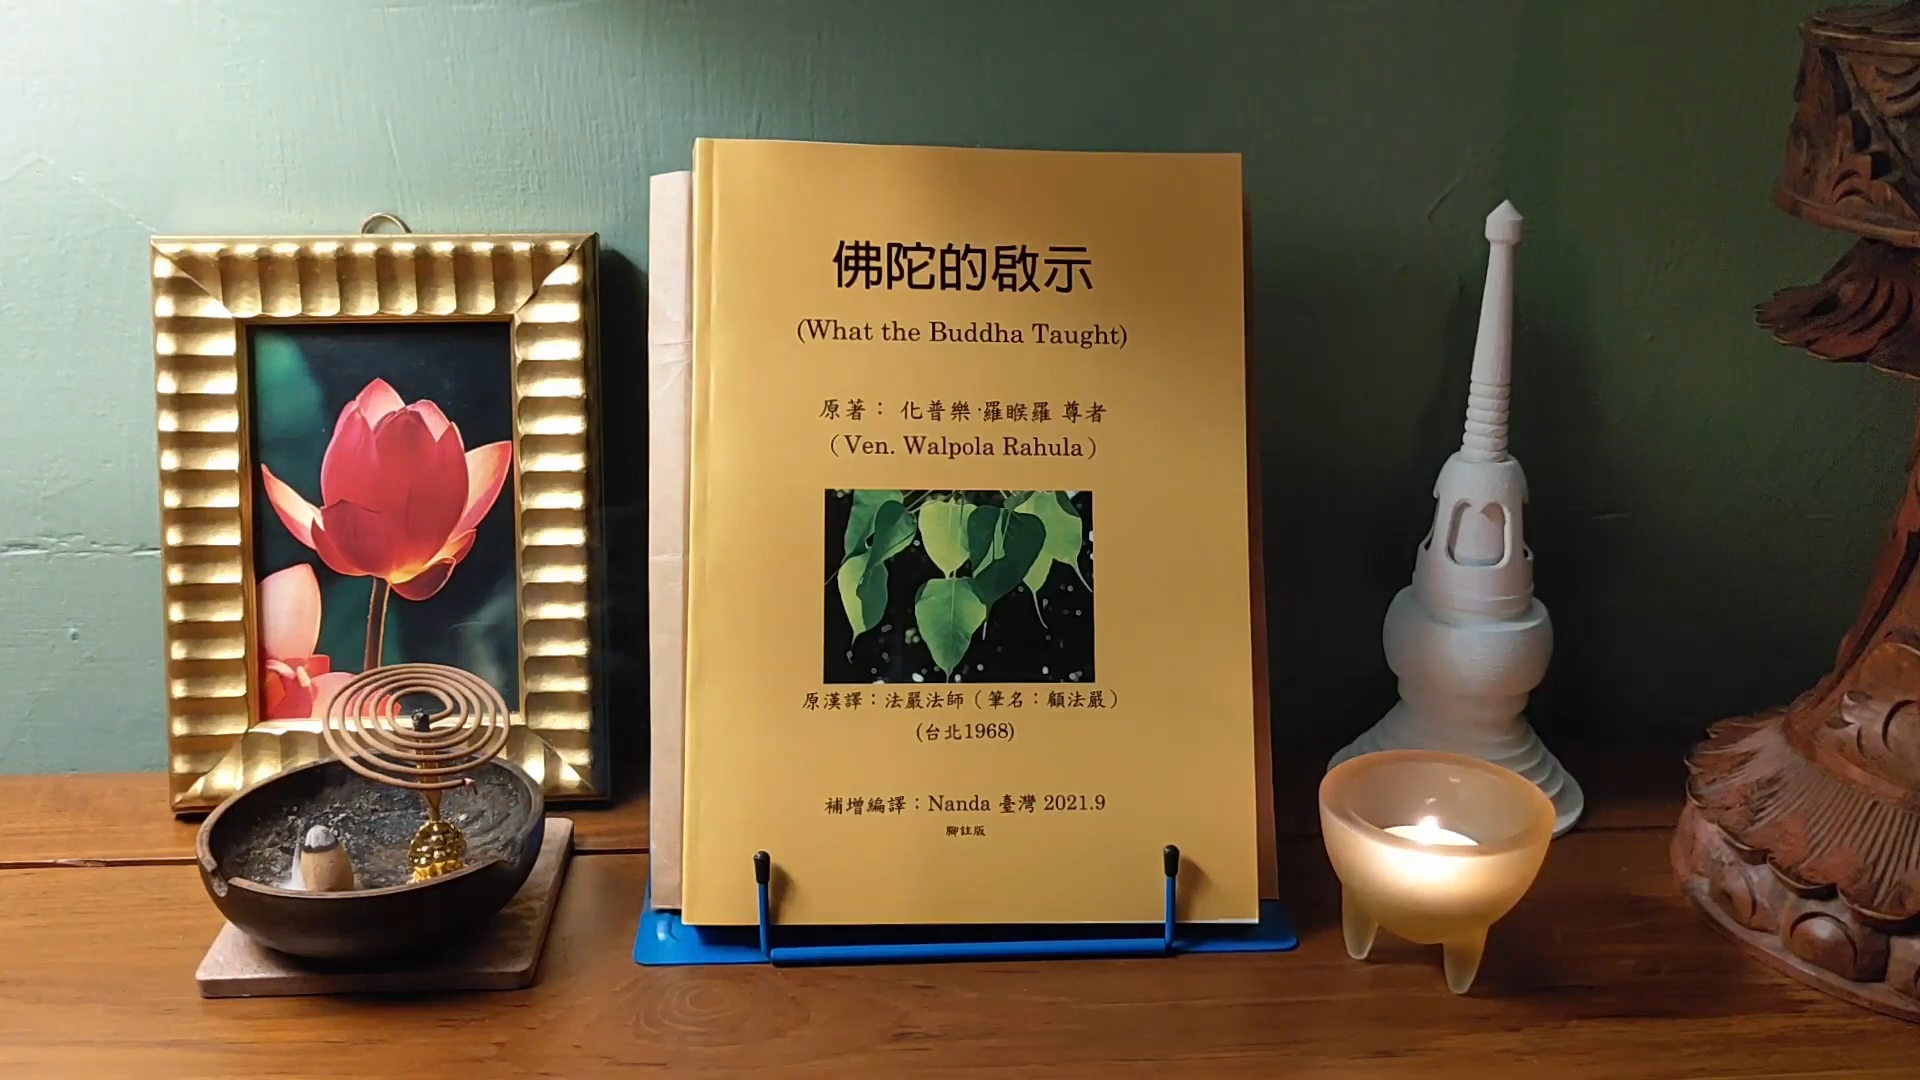 佛陀的啟示
(What the Buddha Taught)
原著： 化普樂·羅睺羅 尊者
（Ven. Walpola Rahula）
原漢譯：法嚴法師（筆名：顧法嚴）
(台北1968)
補增編譯：Nanda 臺灣 2021.9
腳註版